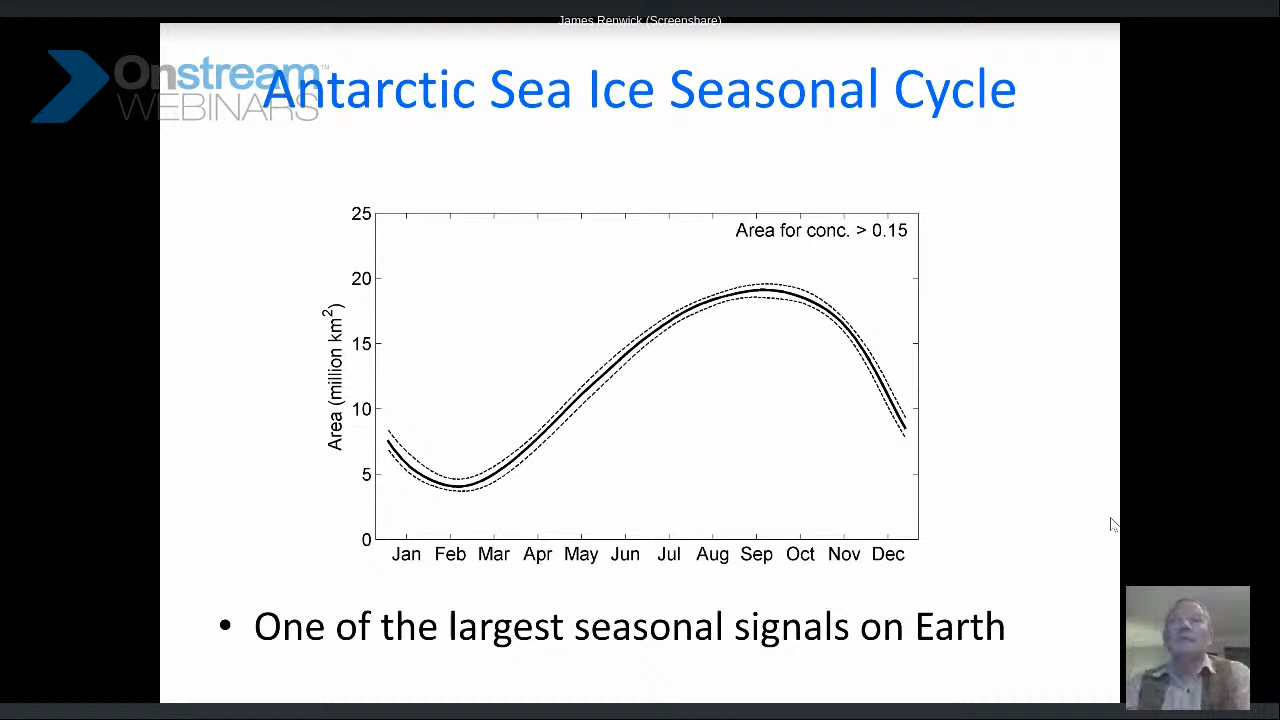 James Renwick (Screenshare)
Onstream™
WEBINARS
Antarctic Sea Ice Seasonal Cycle
25
Area for conc. > 0.15
20
15
10
5
0
Area (million km²)
Jan Feb Mar Apr May Jun Jul Aug Sep Oct Nov Dec
• One of the largest seasonal signals on Earth